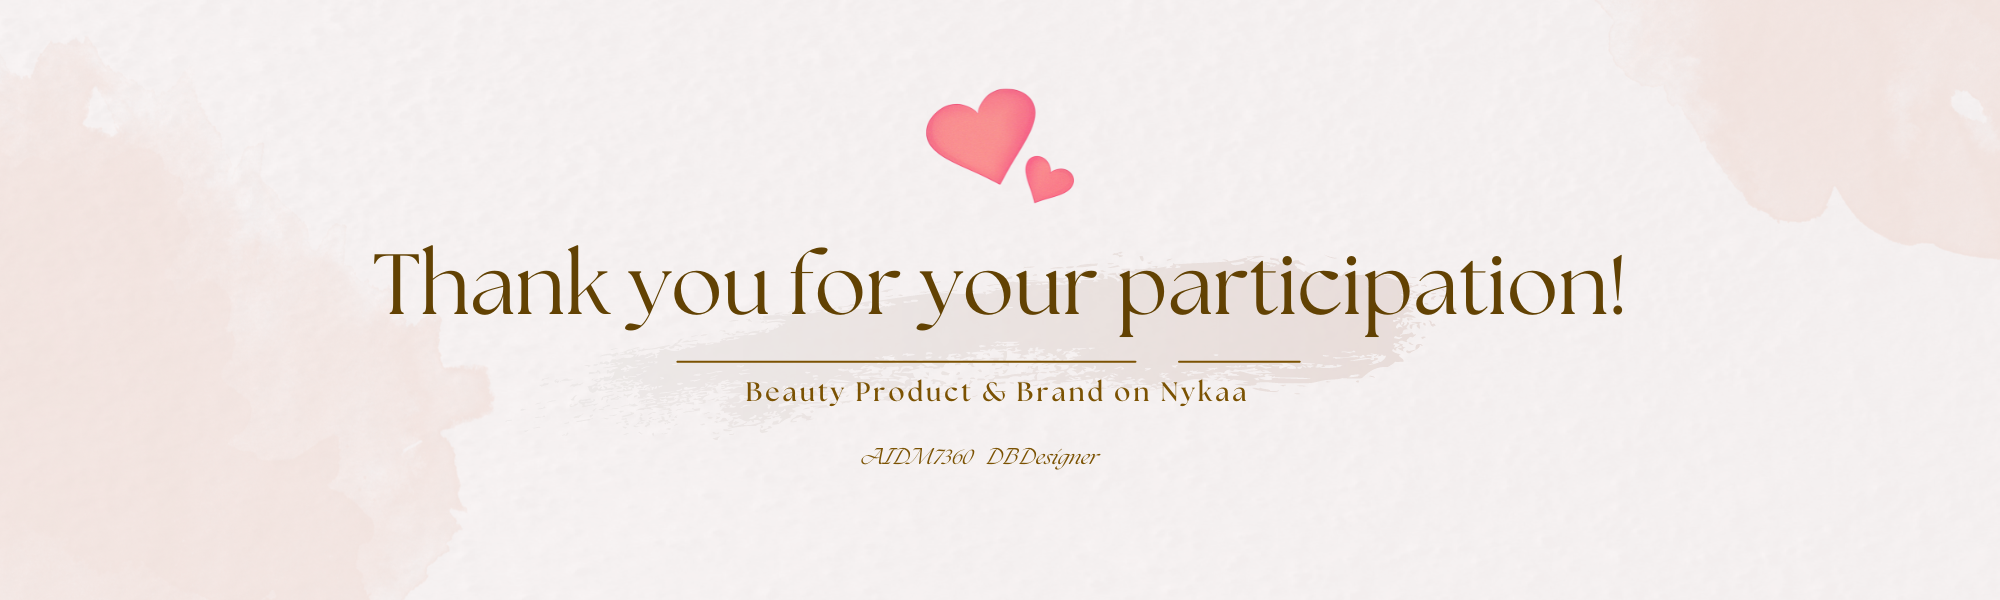 Thank you for your participation!
Beauty Product & Brand on Nykaa
AIDM7360 DBDesigner